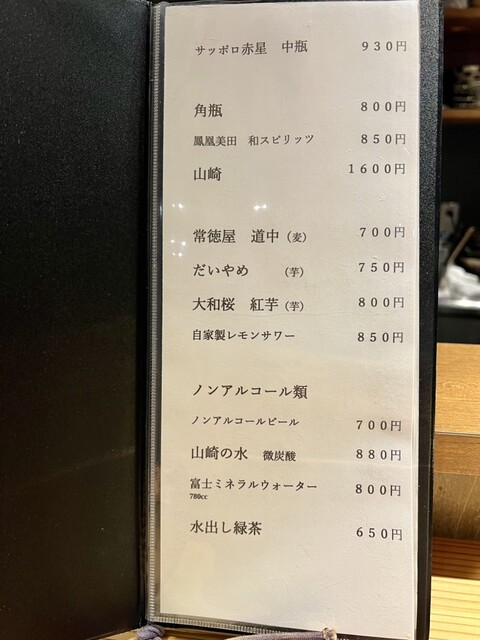 サッポロ赤星　中瓶　930円
角瓶　800円
鳳凰美田　和スピリッツ　850円
山崎　1600円
常徳屋　道中（麦）　700円
だいやめ　（芋）　750円
大和桜　紅芋（芋）　800円
自家製レモンサワー　850円
ノンアルコール類
ノンアルコールビール　700円
山崎の水　微炭酸　880円
富士ミネラルウォーター　800円
780cc
水出し緑茶　650円